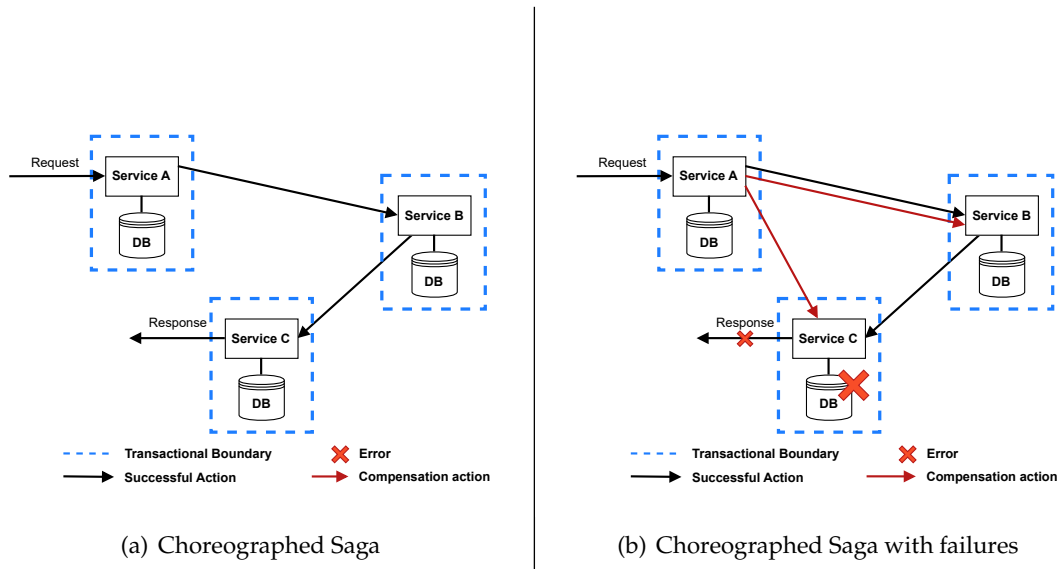 Request
Service A
DB
Service B
DB
Response
Service C
DB
Transactional Boundary
Error
Successful Action
Compensation action
(a) Choreographed Saga
Request
Service A
DB
Service B
DB
Response
Service C
DB
Transactional Boundary
Error
Successful Action
Compensation action
(b) Choreographed Saga with failures